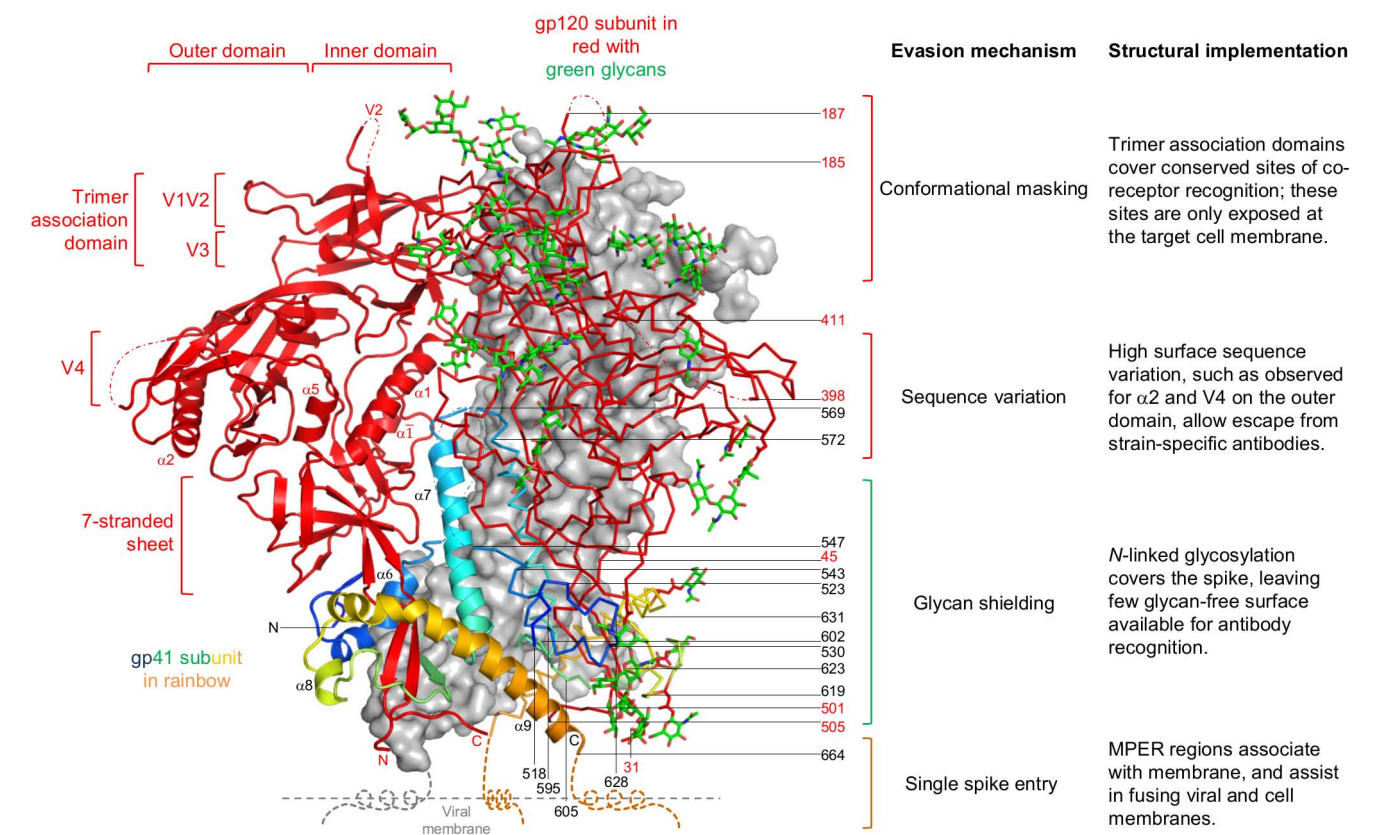 gp120 subunit in
red with
green glycans
Outer domain
Inner domain
Evasion mechanism
Structural implementation
V2
187
185
Trimer
association
domain
V1V2
V3
Conformational masking
Trimer association domains
cover conserved sites of co-
receptor recognition; these
sites are only exposed at
the target cell membrane.
411
V4
α5
α1
α1̅
α2
398
569
572
Sequence variation
High surface sequence
variation, such as observed
for α2 and V4 on the outer
domain, allow escape from
strain-specific antibodies.
α7
7-stranded
sheet
α6
547
45
543
523
631
602
530
623
619
501
505
664
Glycan shielding
N-linked glycosylation
covers the spike, leaving
few glycan-free surface
available for antibody
recognition.
N
gp41 subunit
in rainbow
α8
α9
C
C
N
518
595
605
628
31
Viral
membrane
Single spike entry
MPER regions associate
with membrane, and assist
in fusing viral and cell
membranes.